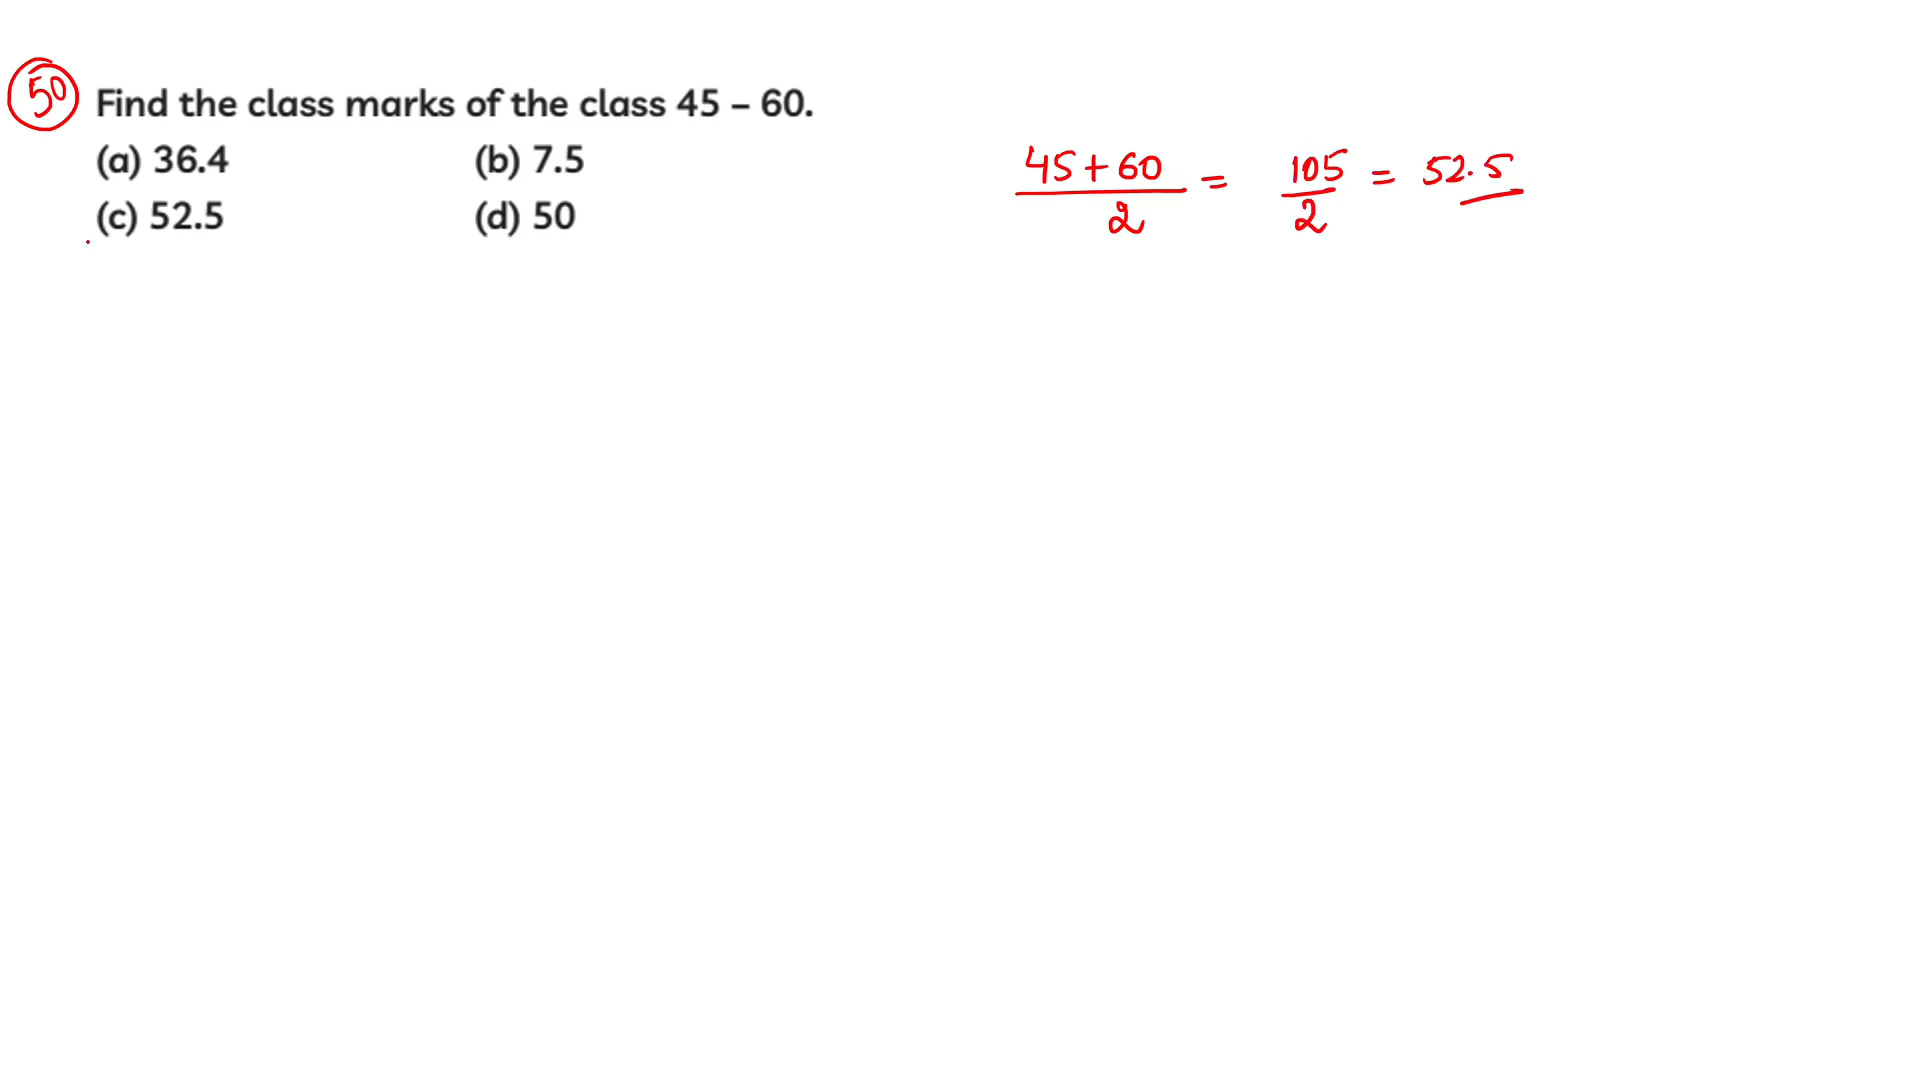 50 Find the class marks of the class 45 – 60.
(a) 36.4 (b) 7.5
(c) 52.5 (d) 50
45+60/2 = 105/2 = 52.5